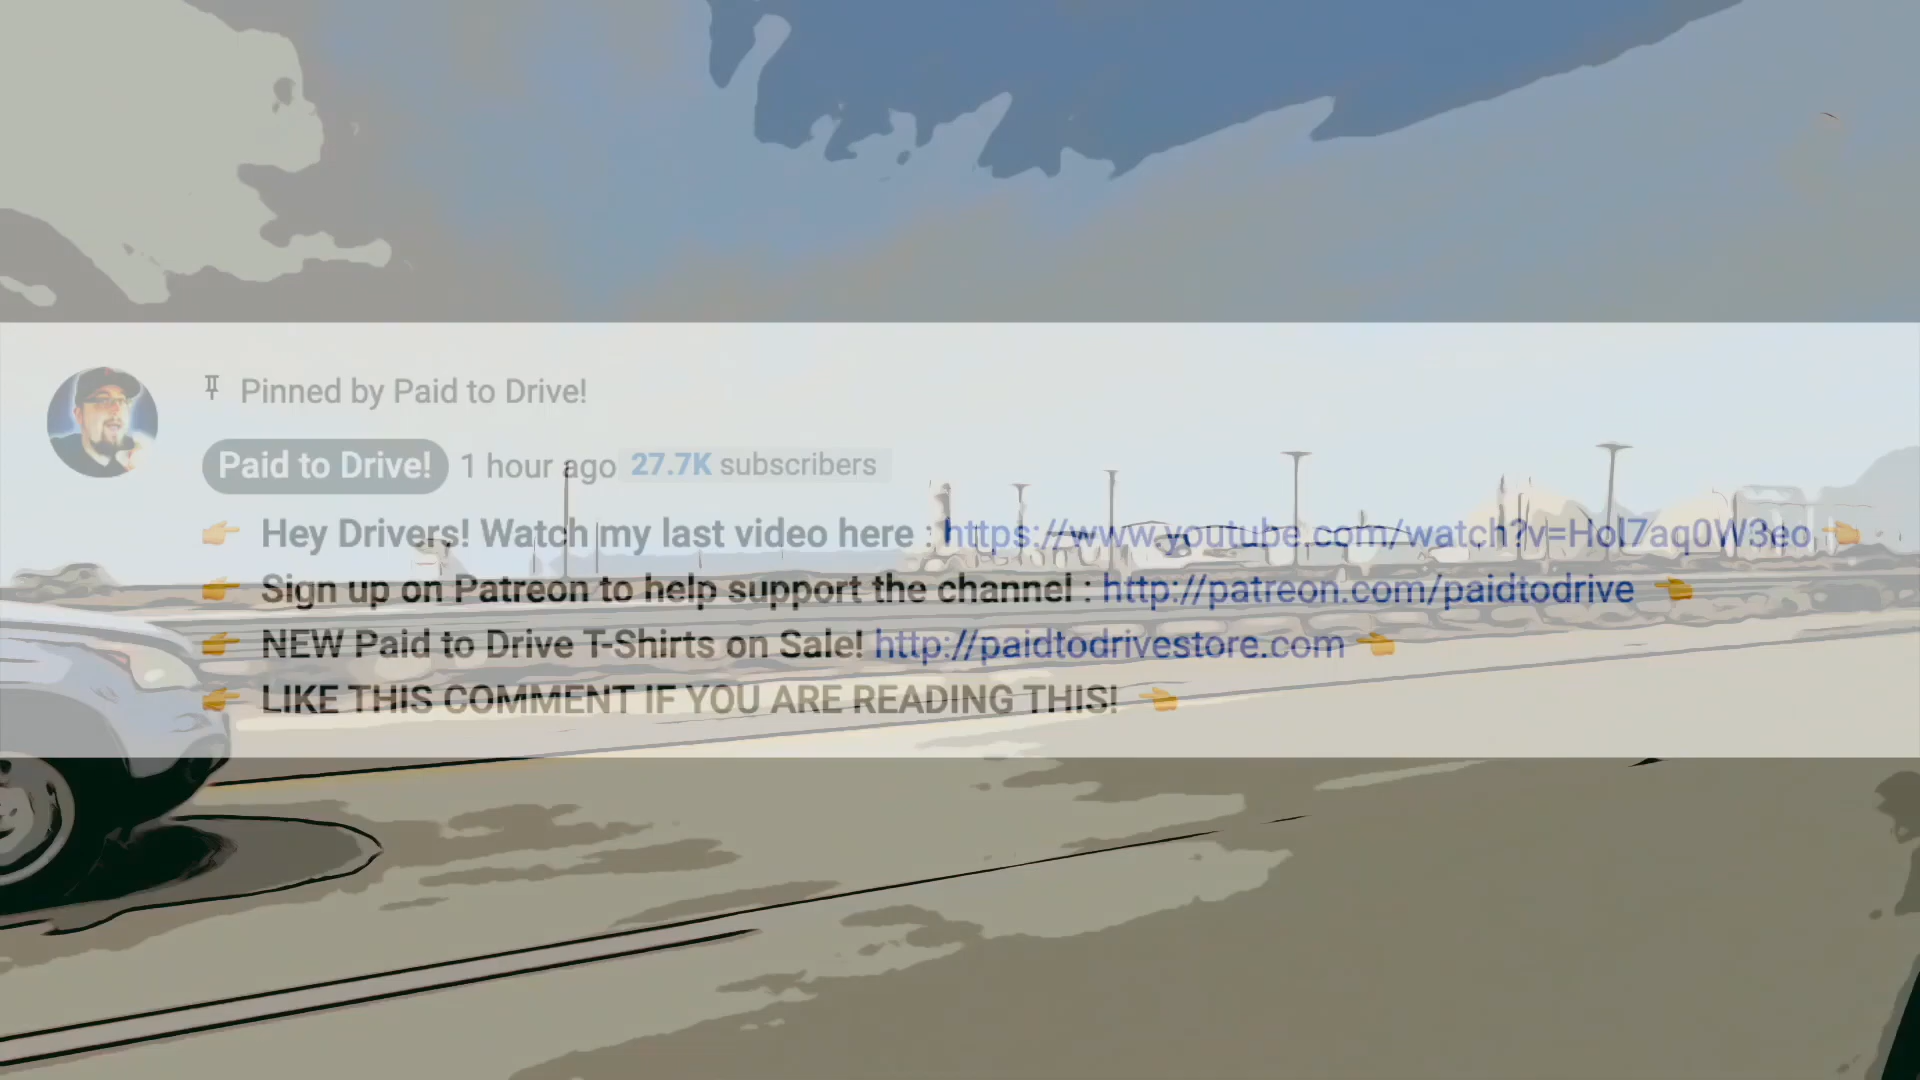 Pinned by Paid to Drive!
Paid to Drive! 1 hour ago 27.7K subscribers
👉 Hey Drivers! Watch my last video here : https://www.youtube.com/watch?v=Hol7aq0W3eo 👈
👉 Sign up on Patreon to help support the channel : http://patreon.com/paidtodrive 👈
👉 NEW Paid to Drive T-Shirts on Sale! http://paidtodrivestore.com 👈
👉 LIKE THIS COMMENT IF YOU ARE READING THIS! 👈